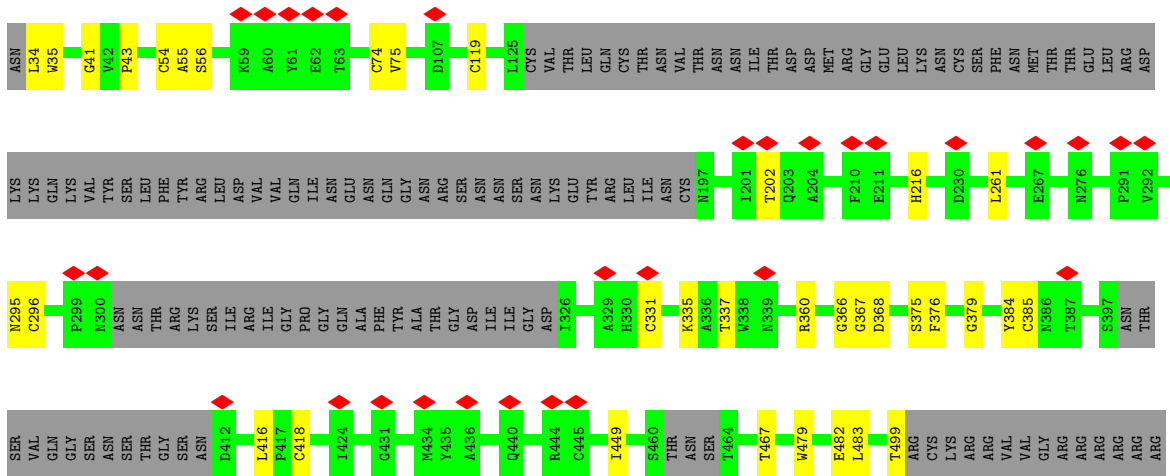 ASN L34 W35 G41 V42 P43 C54 A55 S56 K59 A60 Y61 E62 T63 C74 V75 D107 C119 L125 CYS VAL THR LEU GLN CYS THR ASN VAL THR ASN ASN ILE THR ASP ASP MET ARG GLY GLU LEU LYS ASN CYS SER PHE ASN MET THR THR GLU LEU ARG ASP
LYS LYS GLN LYS VAL TYR SER LEU PHE TYR ARG LEU ASP VAL VAL GLN ILE ASN GLU ASN GLN GLY ASN ARG SER ASN ASN SER ASN LYS GLU TYR ARG LEU ILE ASN CYS N197 I201 T202 Q203 A204 F210 E211 H216 D230 L261 E267 N276 P291 V292
N295 C296 P299 N300 ASN ASN THR ARG LYS SER ILE ARG ILE GLY PRO GLY GLN ALA PHE TYR ALA THR GLY ASP ILE ILE GLY ASP I326 A329 H330 C331 K335 A336 T337 W338 N339 R360 G366 G367 D368 S375 F376 G379 Y384 C385 N386 T387 S397 ASN THR
SER VAL GLN GLY SER ASN SER THR GLY SER ASN D412 L416 P417 C418 I424 G431 M434 Y435 A436 Q440 R444 C445 I449 S460 THR ASN SER T464 T467 W479 E482 L483 T499 ARG CYS LYS ARG ARG VAL VAL GLY ARG ARG ARG ARG ARG ARG